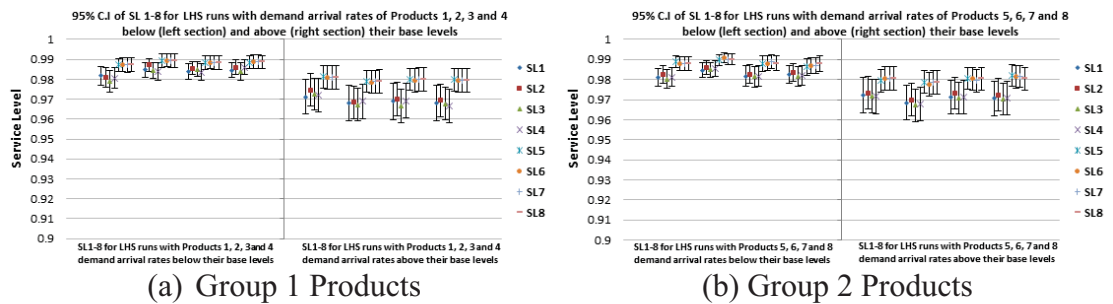 95% C.I of SL 1-8 for LHS runs with demand arrival rates of Products 1, 2, 3 and 4
below (left section) and above (right section) their base levels
Service Level
1
0.99
0.98
0.97
0.96
0.95
0.94
0.93
0.92
0.91
0.9
SL1
SL2
SL3
SL4
SL5
SL6
SL7
SL8
SL1-8 for LHS runs with Products 1, 2, 3 and 4
demand arrival rates below their base levels
SL1-8 for LHS runs with Products 1, 2, 3 and 4
demand arrival rates above their base levels
(a) Group 1 Products
95% C.I of SL 1-8 for LHS runs with demand arrival rates of Products 5, 6, 7 and 8
below (left section) and above (right section) their base levels
Service Level
1
0.99
0.98
0.97
0.96
0.95
0.94
0.93
0.92
0.91
0.9
SL1
SL2
SL3
SL4
SL5
SL6
SL7
SL8
SL1-8 for LHS runs with Products 5, 6, 7 and 8
demand arrival rates below their base levels
SL1-8 for LHS runs with Products 5, 6, 7 and 8
demand arrival rates above their base levels
(b) Group 2 Products